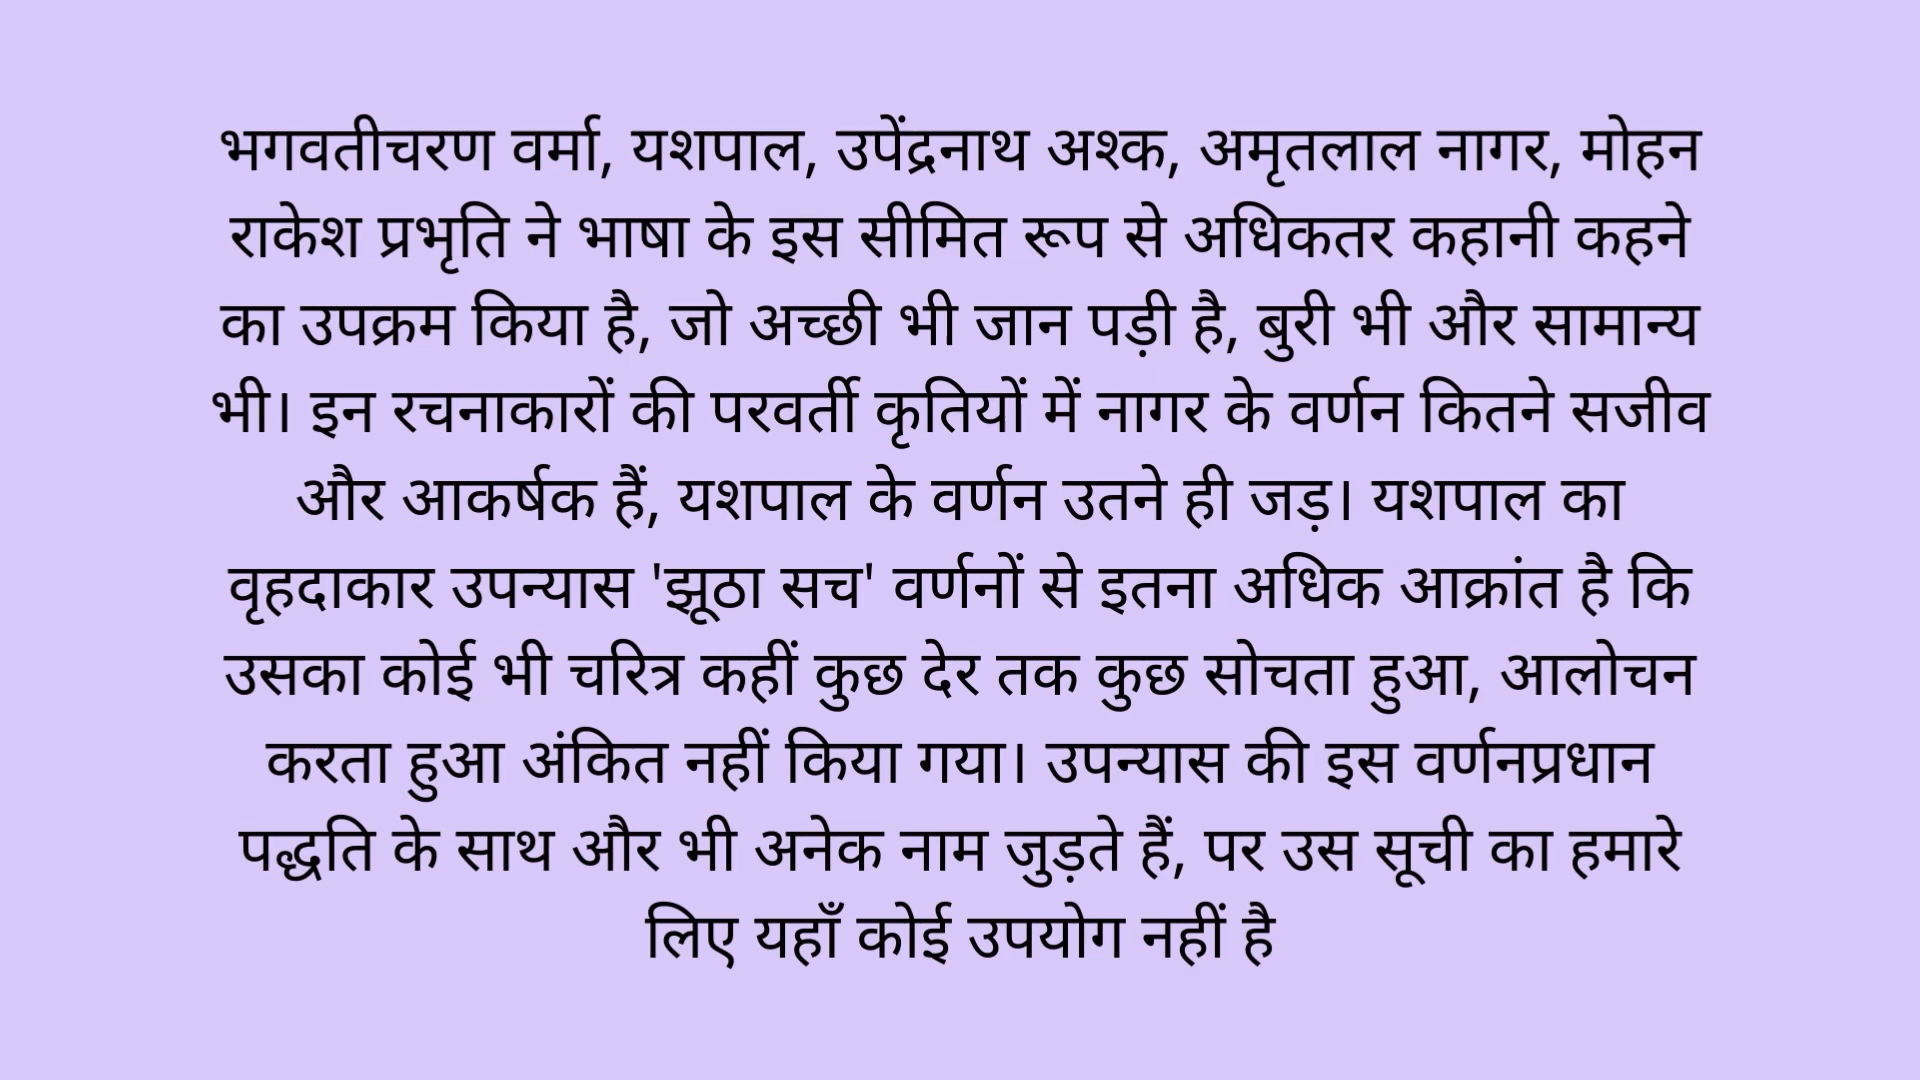 भगवतीचरण वर्मा, यशपाल, उपेंद्रनाथ अश्क, अमृतलाल नागर, मोहन
राकेश प्रभृति ने भाषा के इस सीमित रूप से अधिकतर कहानी कहने
का उपक्रम किया है, जो अच्छी भी जान पड़ी है, बुरी भी और सामान्य
भी। इन रचनाकारों की परवर्ती कृतियों में नागर के वर्णन कितने सजीव
और आकर्षक हैं, यशपाल के वर्णन उतने ही जड़। यशपाल का
वृहदाकार उपन्यास 'झूठा सच' वर्णनों से इतना अधिक आक्रांत है कि
उसका कोई भी चरित्र कहीं कुछ देर तक कुछ सोचता हुआ, आलोचन
करता हुआ अंकित नहीं किया गया। उपन्यास की इस वर्णनप्रधान
पद्धति के साथ और भी अनेक नाम जुड़ते हैं, पर उस सूची का हमारे
लिए यहाँ कोई उपयोग नहीं है